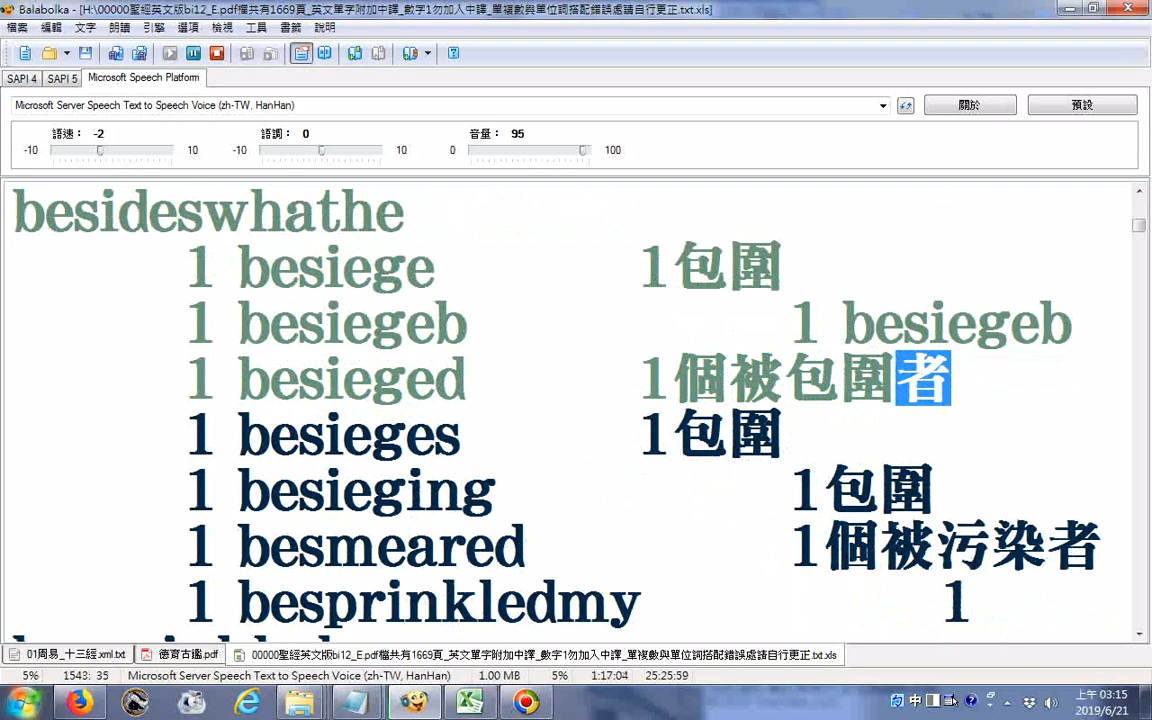 Balabolka - [H:\00000聖經英文版bi12_E.pdf檔共有1669頁_英文單字附加中譯_數字1勿加入中譯_單複數與單位詞搭配錯誤處請自行更正.txt.xls]
檔案 編輯 文字 朗讀 引擎 選項 檢視 工具 書籤 說明
SAPI 4 SAPI 5 Microsoft Speech Platform
Microsoft Server Speech Text to Speech Voice (zh-TW, HanHan) 關於 預設
語速： -2 語調： 0 音量： 95
-10 10 -10 10 0 100
besideswhathe
1 besiege 1包圍
1 besiegeb 1 besiegeb
1 besieged 1個被包圍者
1 besieges 1包圍
1 besieging 1包圍
1 besmeared 1個被污染者
1 besprinkledmy 1
01周易_十三經.xml.txt 德育古鑑.pdf 00000聖經英文版bi12_E.pdf檔共有1669頁_英文單字附加中譯_數字1勿加入中譯_單複數與單位詞搭配錯誤處請自行更正.txt.xls
5% 1543: 35 Microsoft Server Speech Text to Speech Voice (zh-TW, HanHan) 1.00 MB 5% 1:17:04 25:25:59
中 上午 03:15
2019/6/21